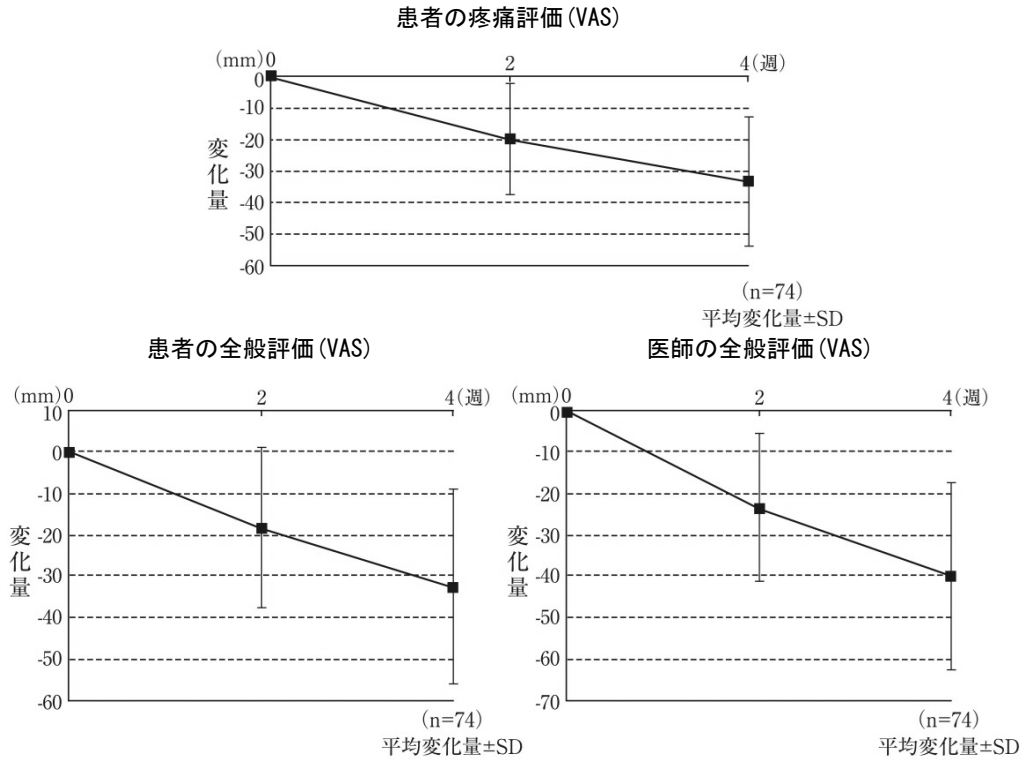 患者の疼痛評価(VAS)
(mm)0 2 4(週)
0
-10
-20
-30
-40
-50
-60
変化量
(n=74)
平均変化量±SD
患者の全般評価(VAS)
(mm)0 2 4(週)
10
0
-10
-20
-30
-40
-50
-60
変化量
(n=74)
平均変化量±SD
医師の全般評価(VAS)
(mm)0 2 4(週)
0
-10
-20
-30
-40
-50
-60
-70
変化量
(n=74)
平均変化量±SD